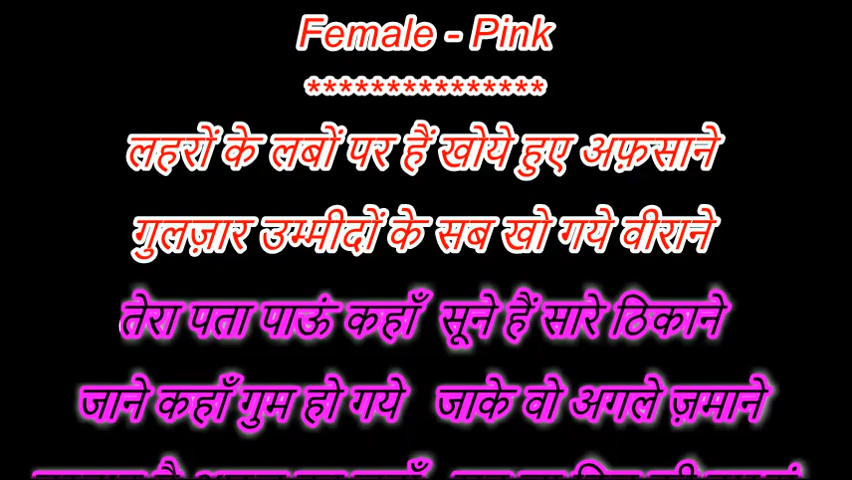 Female - Pink
***************
लहरों के लबों पर हैं खोये हुए अफ़साने
गुलज़ार उम्मीदों के सब खो गये वीराने
तेरा पता पाऊं कहाँ सूने हैं सारे ठिकाने
जाने कहाँ गुम हो गये जाके वो अगले ज़माने